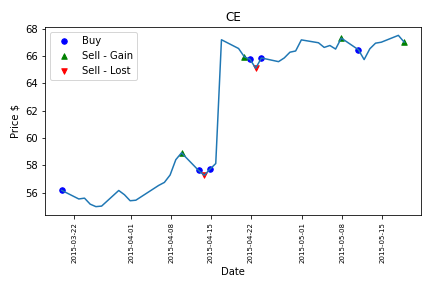 CE
Buy
Sell - Gain
Sell - Lost
Price $
68
66
64
62
60
58
56
2015-03-22
2015-04-01
2015-04-08
2015-04-15
2015-04-22
2015-05-01
2015-05-08
2015-05-15
Date